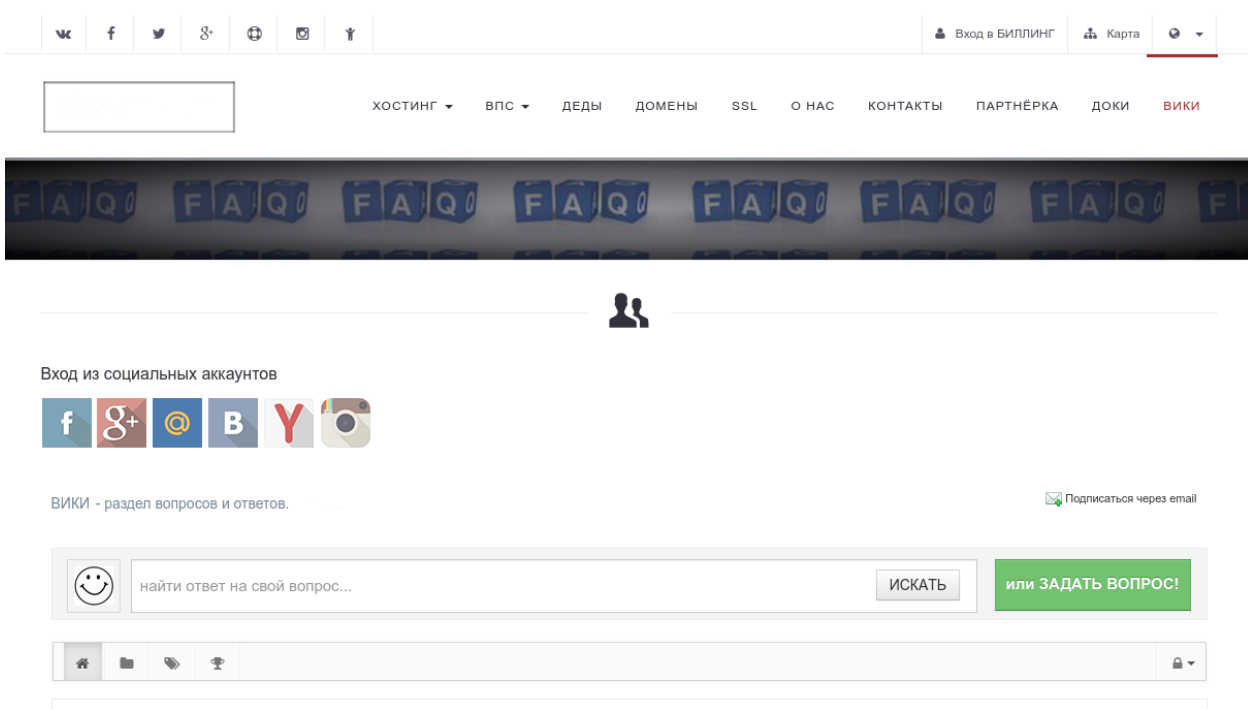 Вход в БИЛЛИНГ Карта
ХОСТИНГ ВПС ДЕДЫ ДОМЕНЫ SSL О НАС КОНТАКТЫ ПАРТНЁРКА ДОКИ ВИКИ
FAQ FAQ FAQ FAQ FAQ FAQ FAQ F
Вход из социальных аккаунтов
f g+ @ B Y
ВИКИ - раздел вопросов и ответов.
Подписаться через email
найти ответ на свой вопрос... ИСКАТЬ или ЗАДАТЬ ВОПРОС!